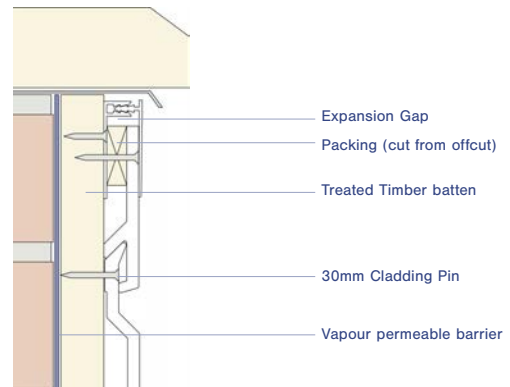 Expansion Gap
Packing (cut from offcut)
Treated Timber batten
30mm Cladding Pin
Vapour permeable barrier